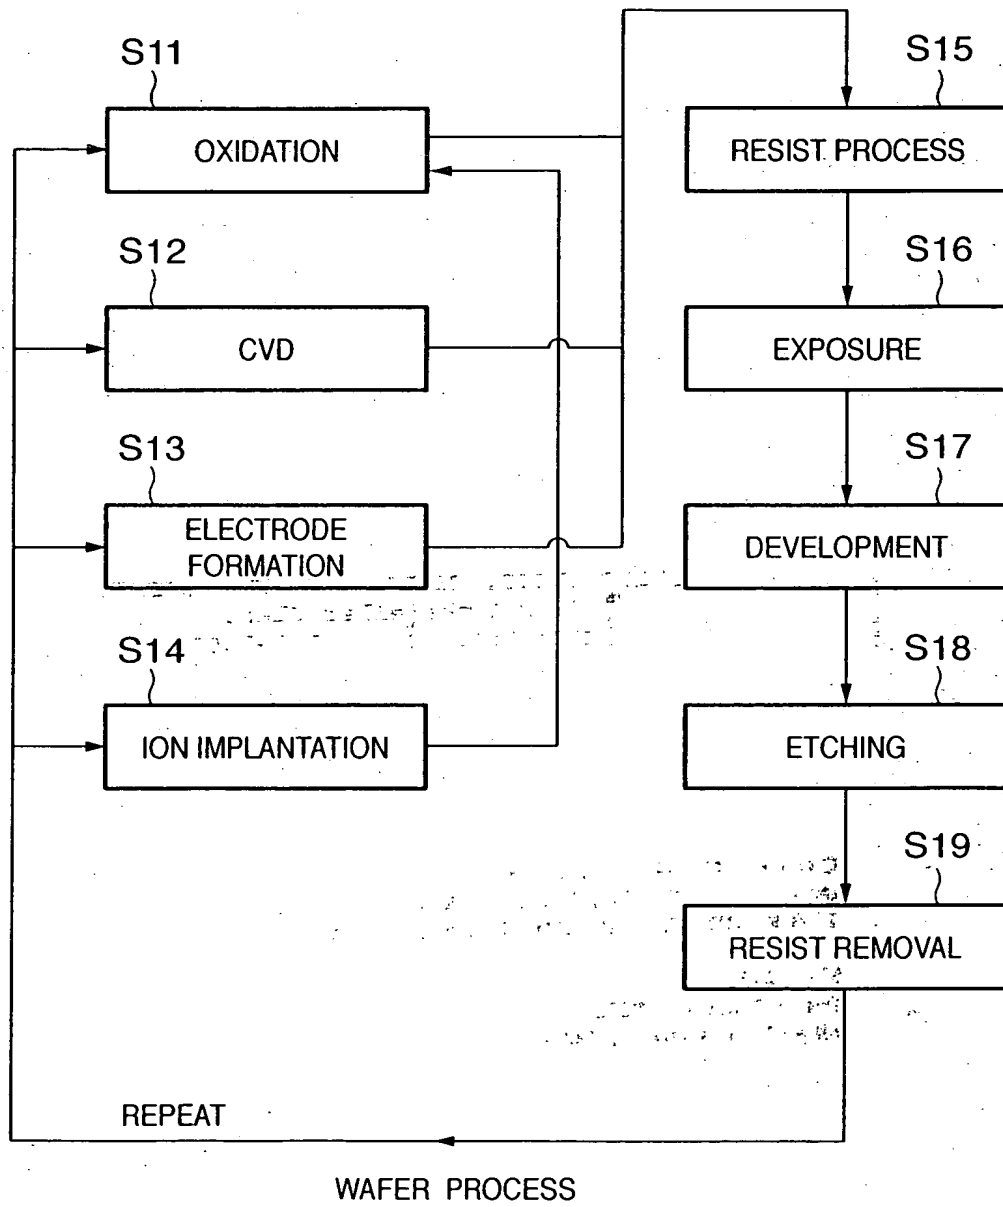 S11
OXIDATION
S12
CVD
S13
ELECTRODE
FORMATION
S14
ION IMPLANTATION
S15
RESIST PROCESS
S16
EXPOSURE
S17
DEVELOPMENT
S18
ETCHING
S19
RESIST REMOVAL
REPEAT
WAFER PROCESS